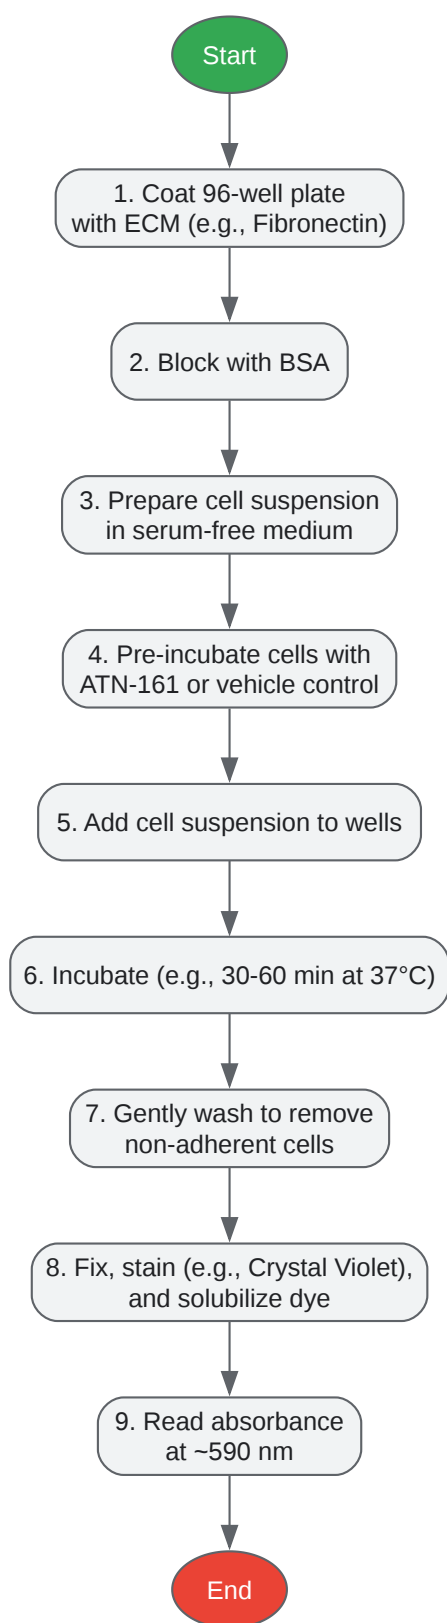 Start
1. Coat 96-well plate
with ECM (e.g., Fibronectin)
2. Block with BSA
3. Prepare cell suspension
in serum-free medium
4. Pre-incubate cells with
ATN-161 or vehicle control
5. Add cell suspension to wells
6. Incubate (e.g., 30-60 min at 37°C)
7. Gently wash to remove
non-adherent cells
8. Fix, stain (e.g., Crystal Violet),
and solubilize dye
9. Read absorbance
at ~590 nm
End